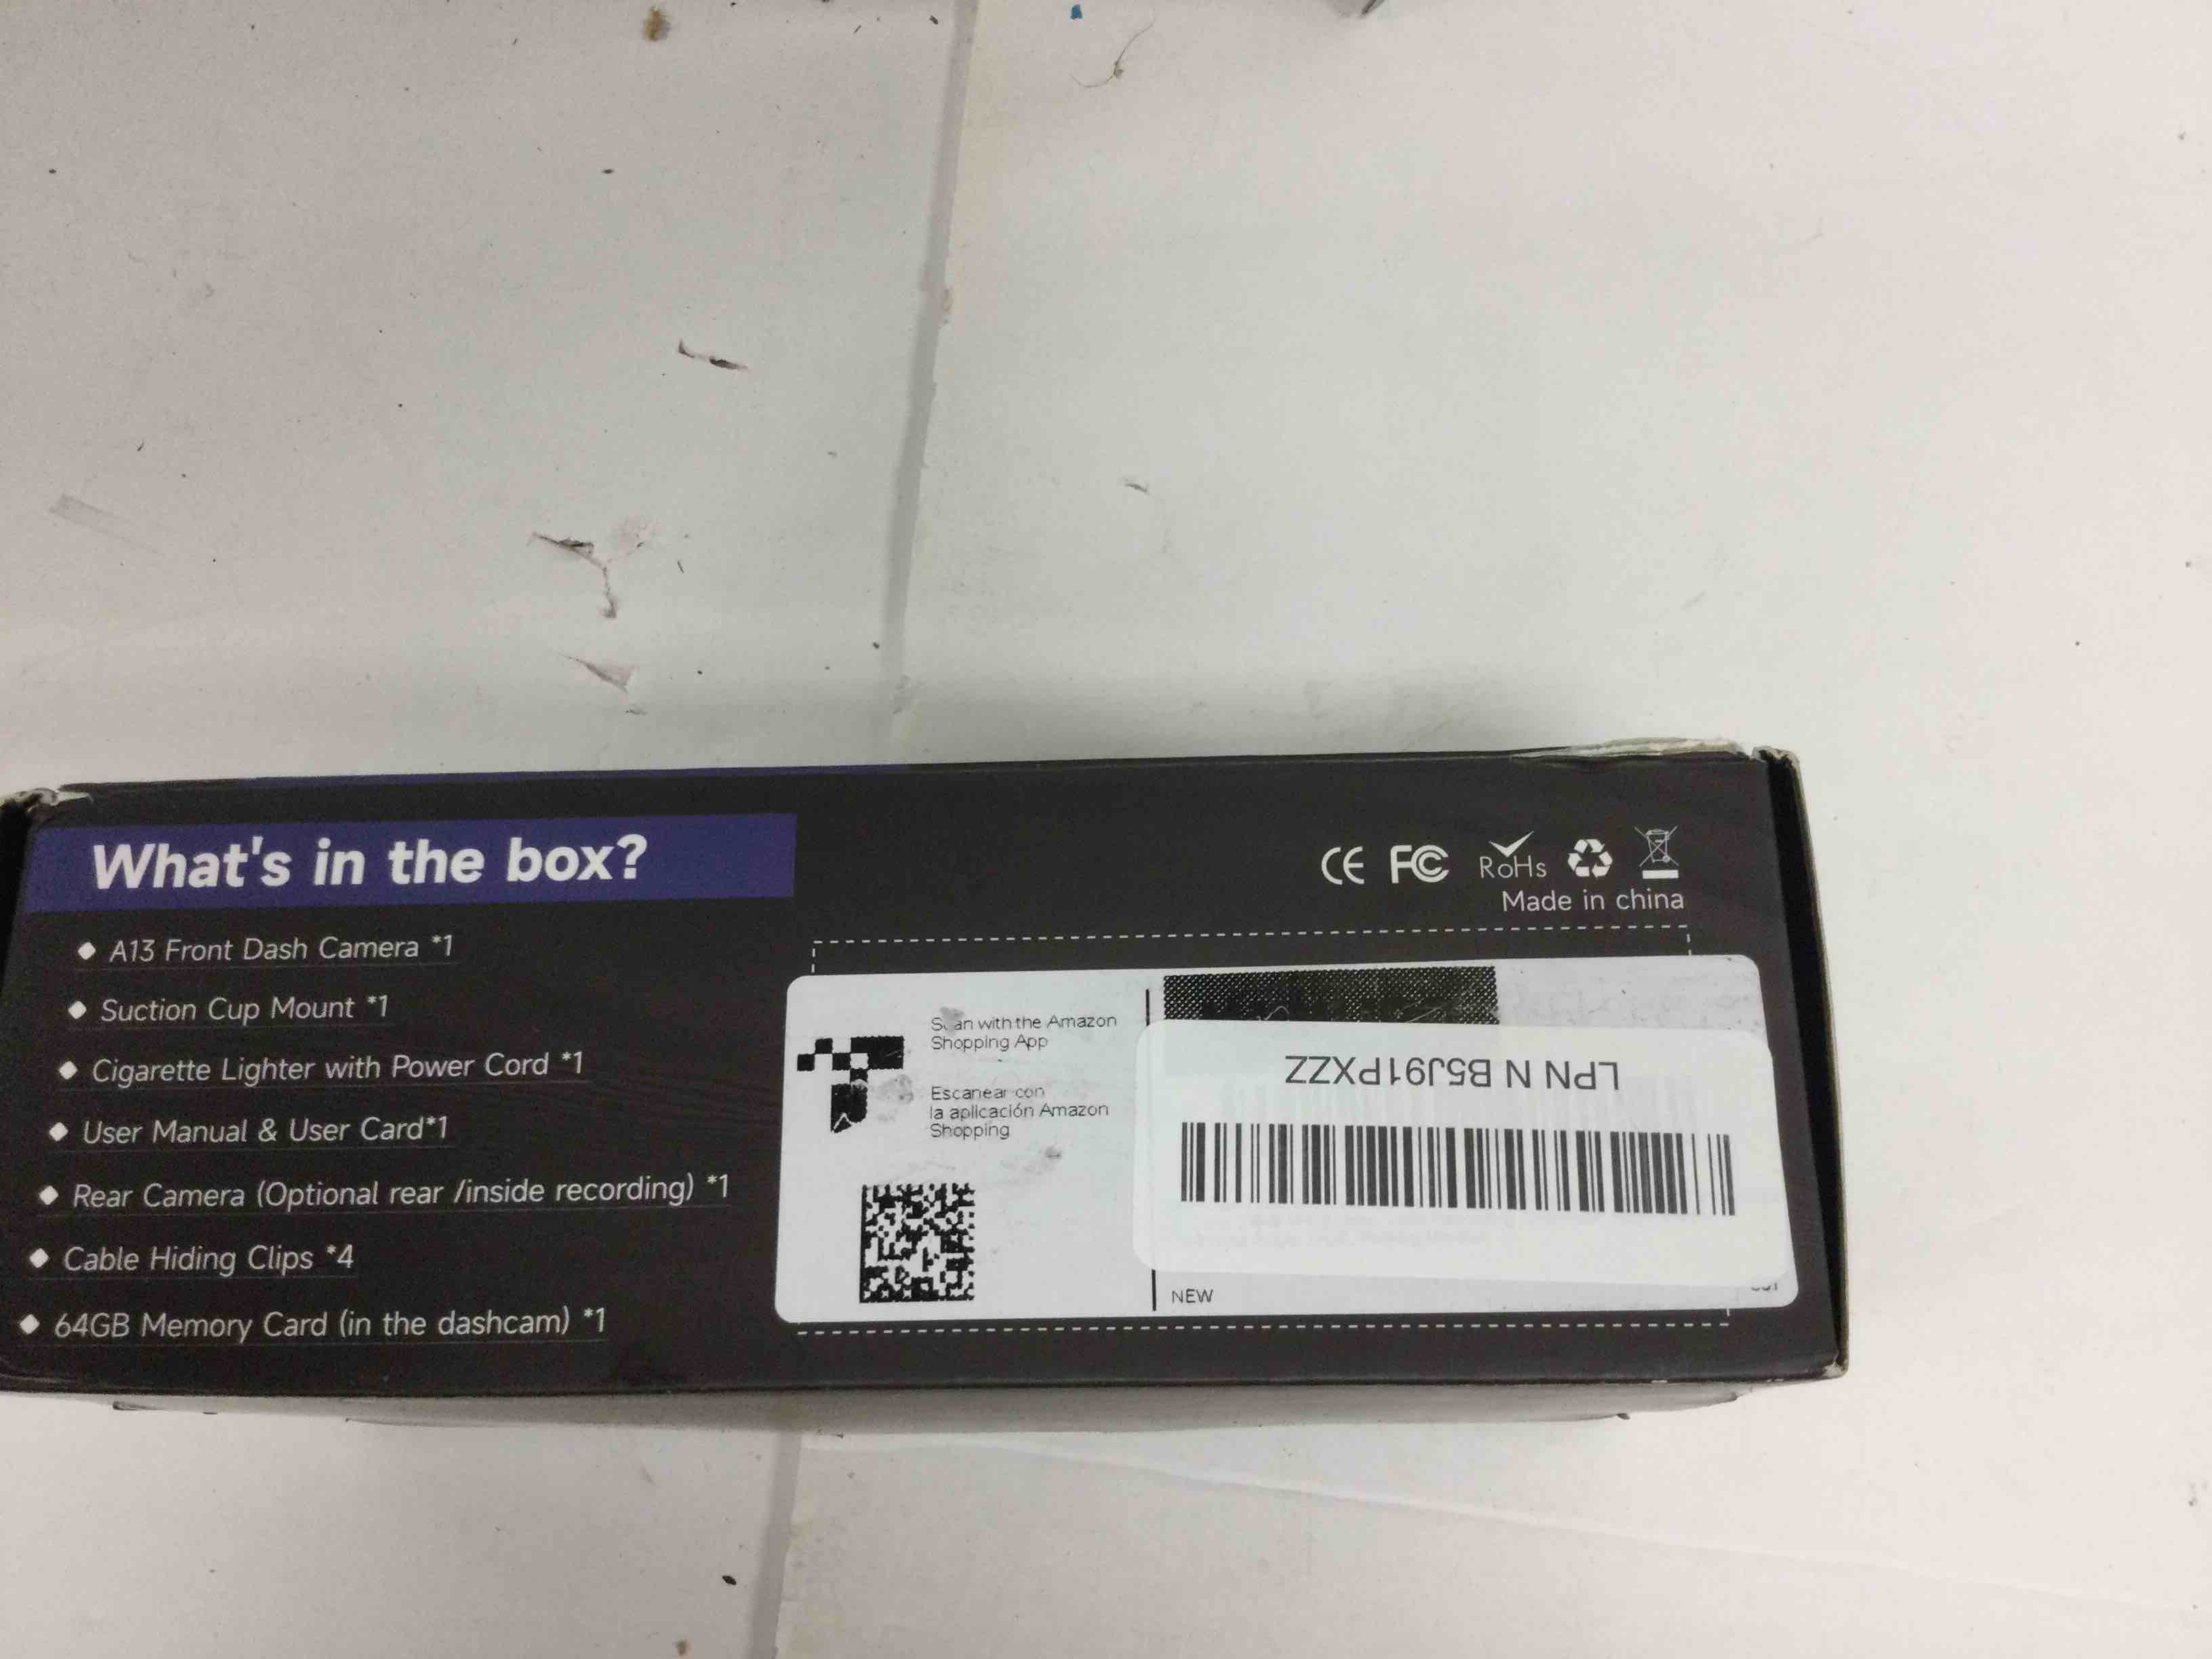 What's in the box?
A13 Front Dash Camera *1
Suction Cup Mount *1
Cigarette Lighter with Power Cord *1
User Manual & User Card*1
Rear Camera (Optional rear /inside recording) *1
Cable Hiding Clips *4
64GB Memory Card (in the dashcam) *1
CE FC RoHs
Made in china
Scan with the Amazon
Shopping App
Escanear con
la aplicación Amazon
Shopping
LPN N B5J91PXZZ
NEW